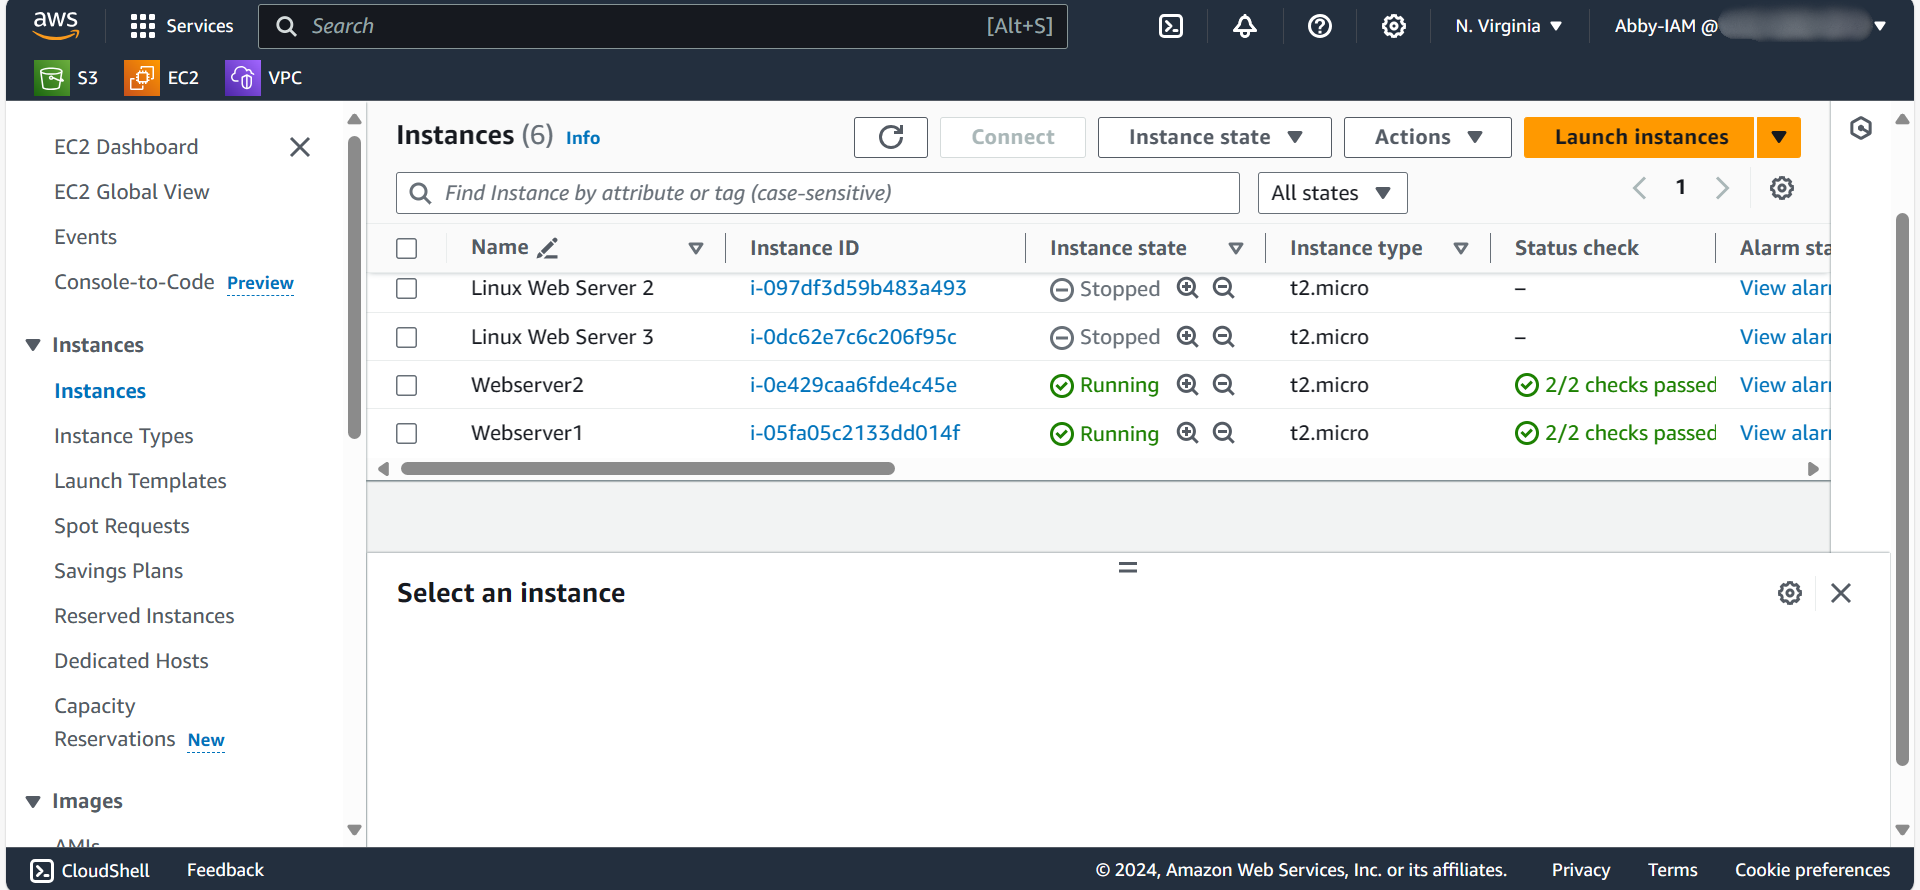 aws
Services
Search
[Alt+S]
N. Virginia
Abby-IAM @
S3
EC2
VPC
EC2 Dashboard
EC2 Global View
Events
Console-to-Code Preview
Instances
Instances
Instance Types
Launch Templates
Spot Requests
Savings Plans
Reserved Instances
Dedicated Hosts
Capacity
Reservations New
Images
AMIs
Instances (6) Info
Connect
Instance state
Actions
Launch instances
Find Instance by attribute or tag (case-sensitive)
All states
1
Name Instance ID Instance state Instance type Status check Alarm sta
Linux Web Server 2 i-097df3d59b483a493 Stopped t2.micro – View alar
Linux Web Server 3 i-0dc62e7c6c206f95c Stopped t2.micro – View alar
Webserver2 i-0e429caa6fde4c45e Running t2.micro 2/2 checks passed View alar
Webserver1 i-05fa05c2133dd014f Running t2.micro 2/2 checks passed View alar
Select an instance
CloudShell
Feedback
© 2024, Amazon Web Services, Inc. or its affiliates.
Privacy
Terms
Cookie preferences